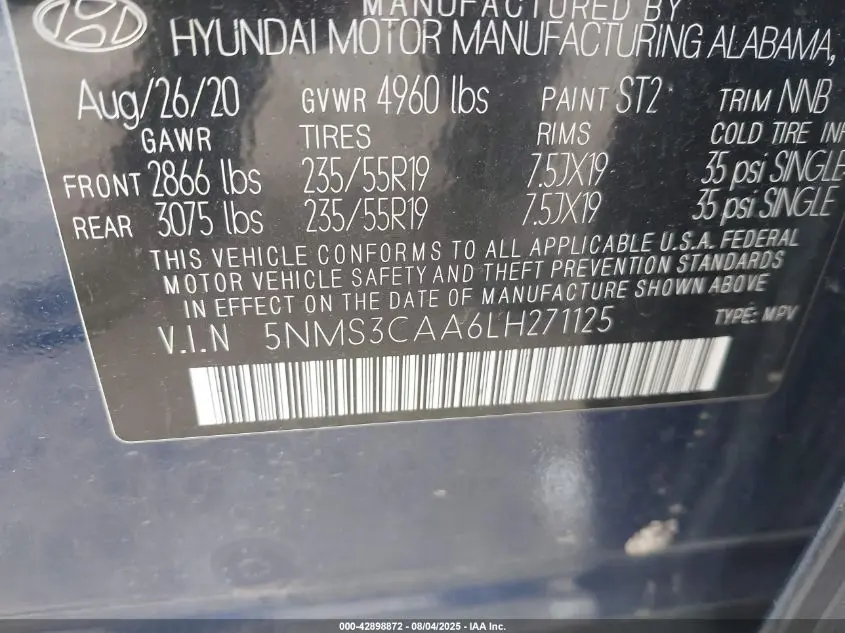 MANUFACTURED BY
HYUNDAI MOTOR MANUFACTURING ALABAMA,
Aug/26/20 GVWR 4960 lbs PAINT ST2 TRIM NNB
GAWR TIRES RIMS COLD TIRE INF
FRONT 2866 lbs 235/55R19 7.5JX19 35 psi SINGLE
REAR 3075 lbs 235/55R19 7.5JX19 35 psi SINGLE
THIS VEHICLE CONFORMS TO ALL APPLICABLE U.S.A. FEDERAL
MOTOR VEHICLE SAFETY AND THEFT PREVENTION STANDARDS
IN EFFECT ON THE DATE OF MANUFACTURE SHOWN ABOVE
V.I.N 5NMS3CAA6LH271125 TYPE: MPV
000-42898872 - 08/04/2025 - IAA Inc.